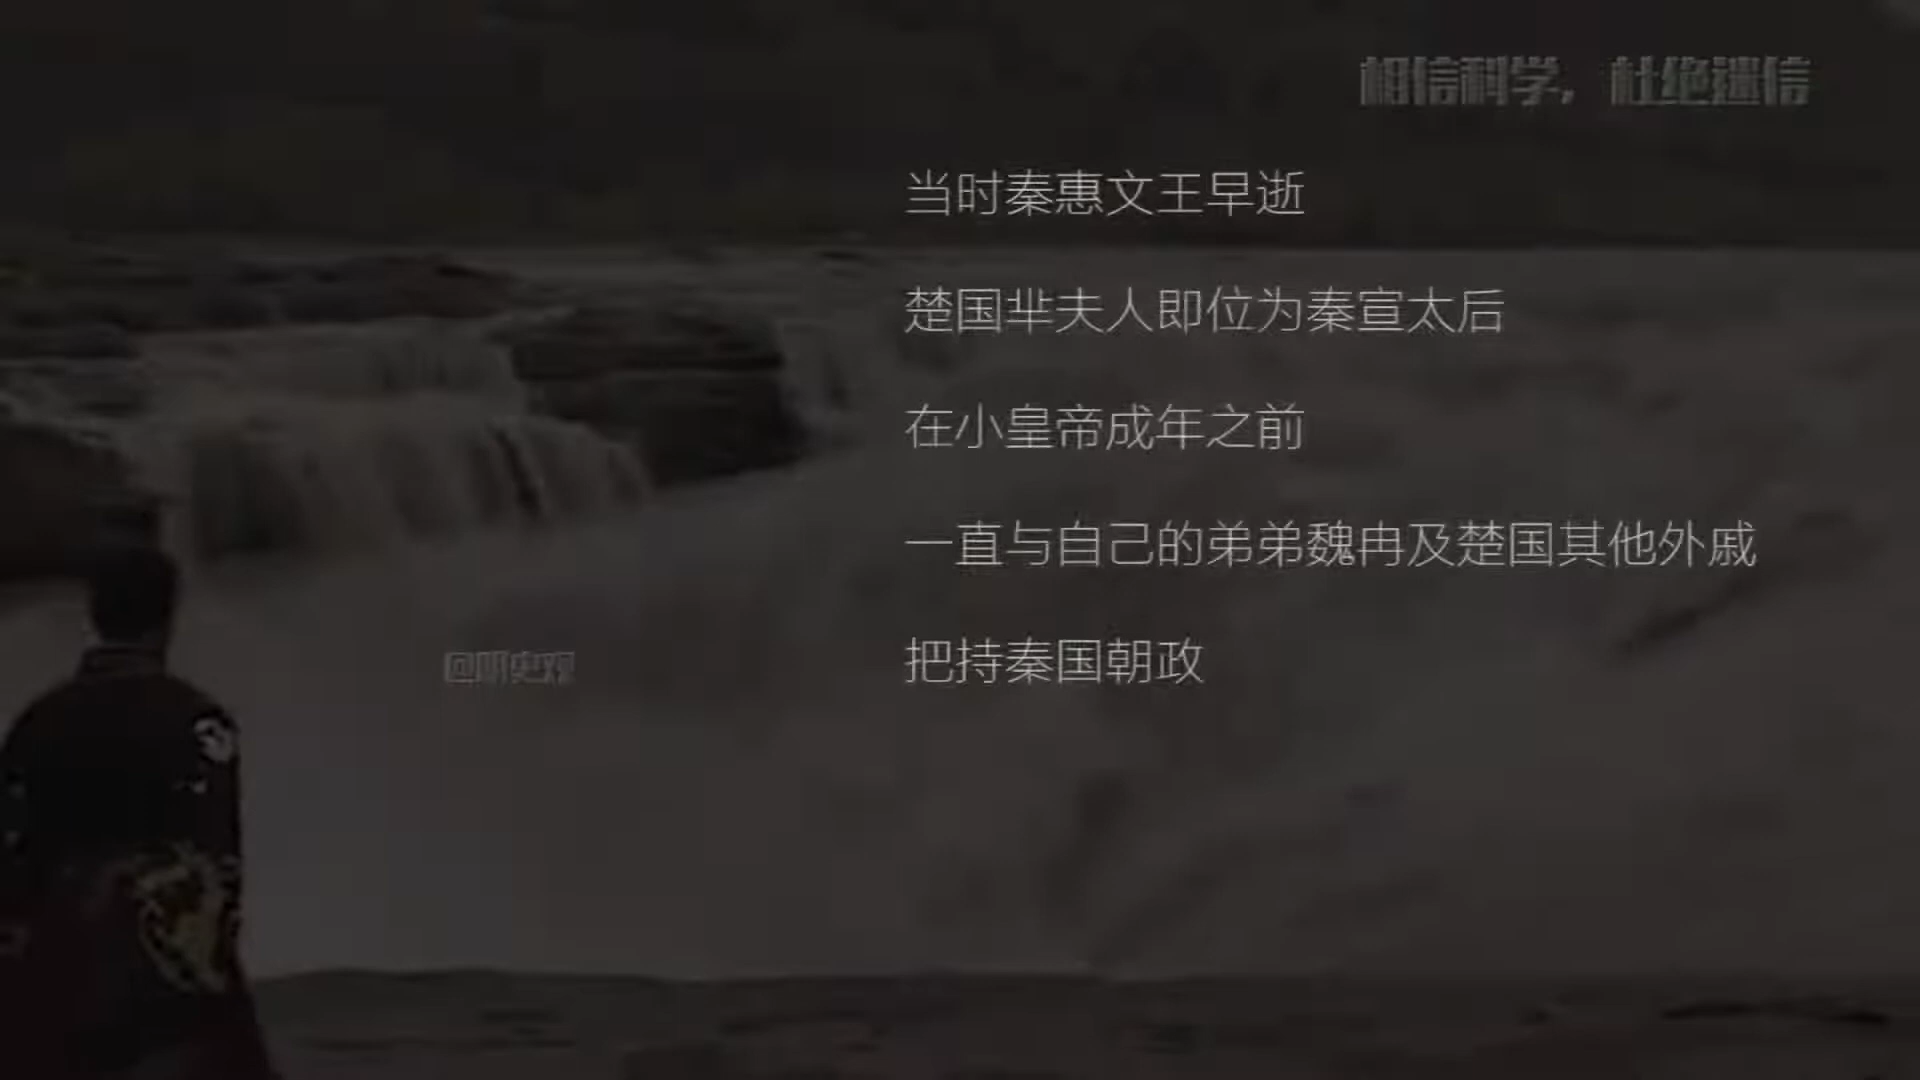 相信科学，杜绝迷信
当时秦惠文王早逝
楚国芈夫人即位为秦宣太后
在小皇帝成年之前
一直与自己的弟弟魏冉及楚国其他外戚
把持秦国朝政